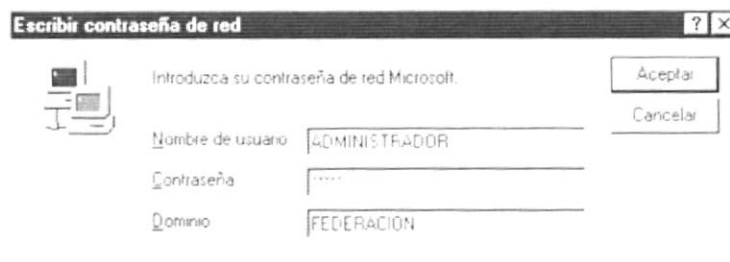 Escribir contraseña de red
? ×
Introduzca su contraseña de red Microsoft.
Aceptar
Cancelar
Nombre de usuario ADMINISTRADOR
Contraseña *****
Dominio FEDERACION